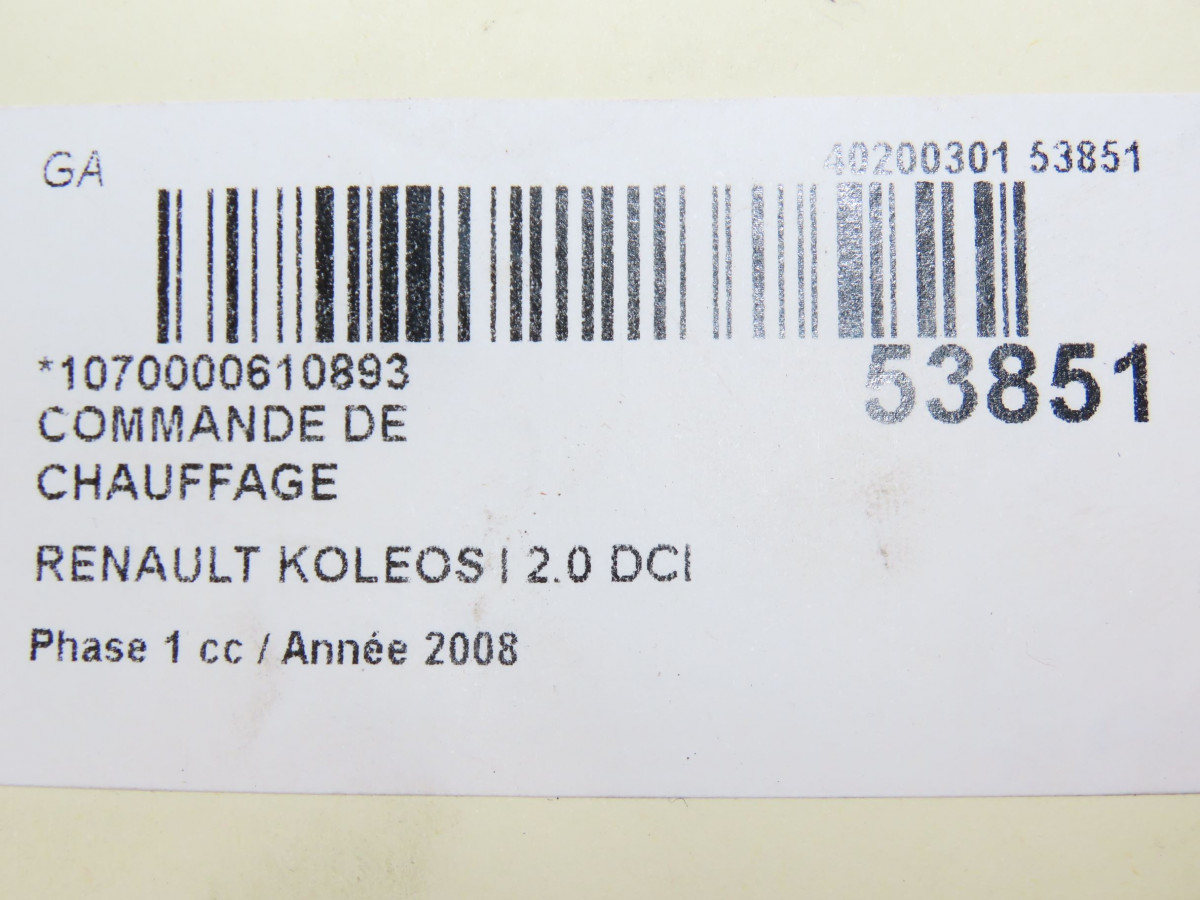 GA
40200301 53851
*1070000610893
53851
COMMANDE DE
CHAUFFAGE
RENAULT KOLEOS I 2.0 DCI
Phase 1 cc / Année 2008